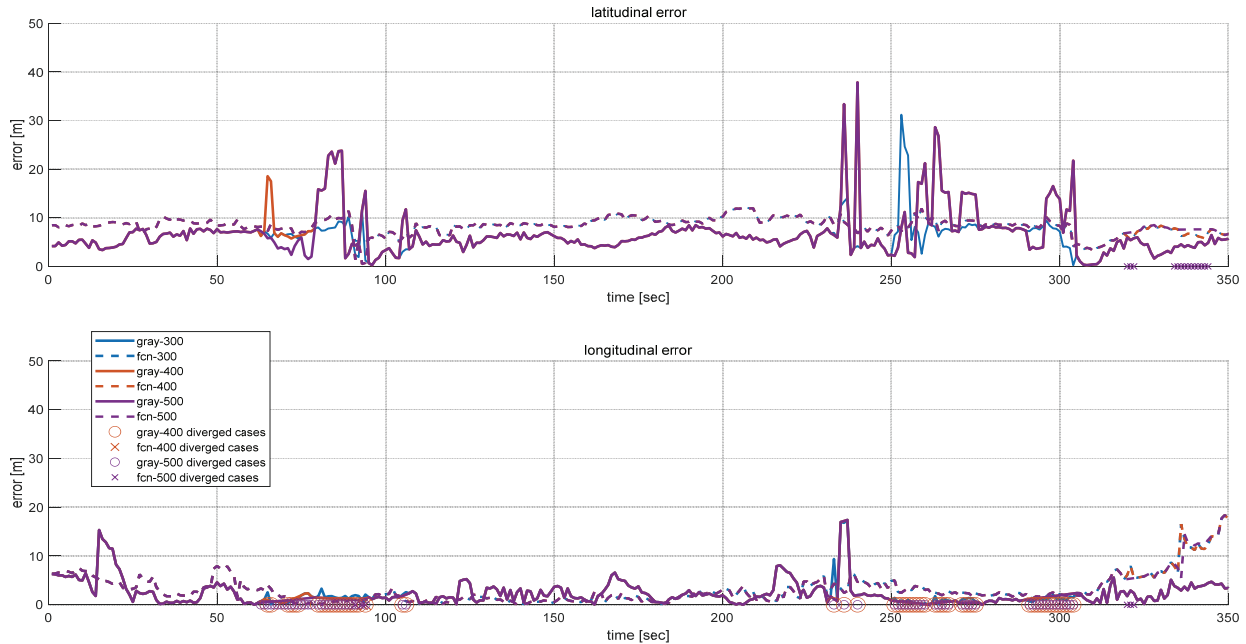 latitudinal error
50
40
30
20
10
0
error [m]
0 50 100 150 200 250 300 350
time [sec]
longitudinal error
50
40
30
20
10
0
error [m]
gray-300
fcn-300
gray-400
fcn-400
gray-500
fcn-500
gray-400 diverged cases
fcn-400 diverged cases
gray-500 diverged cases
fcn-500 diverged cases
0 50 100 150 200 250 300 350
time [sec]